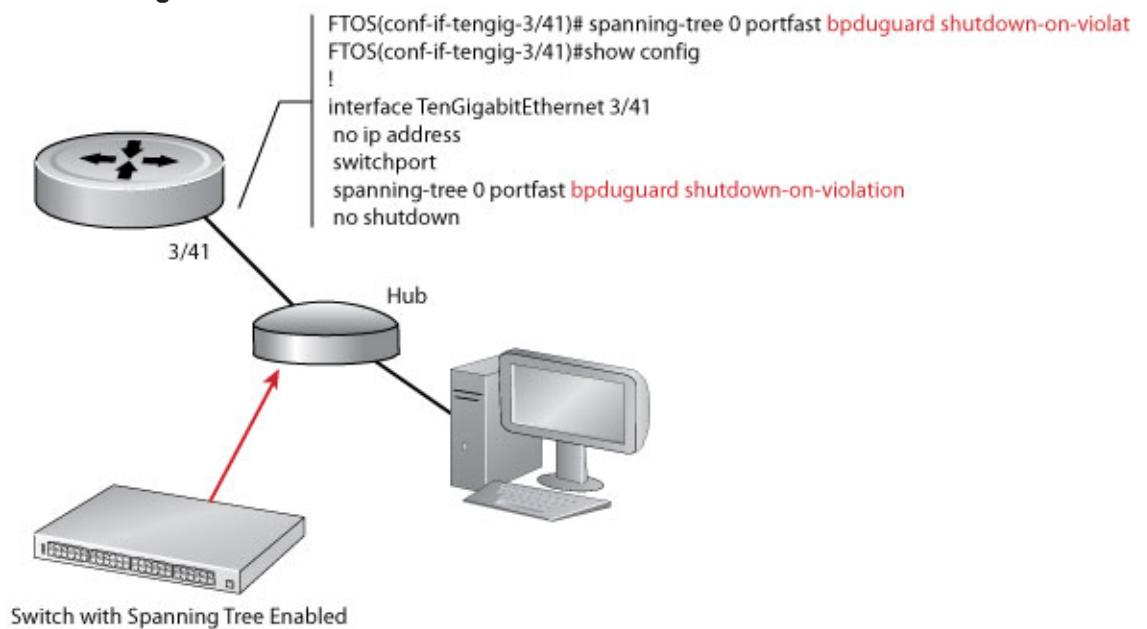 FTOS(conf-if-tengig-3/41)# spanning-tree 0 portfast bpduguard shutdown-on-violat
FTOS(conf-if-tengig-3/41)#show config
!
interface TenGigabitEthernet 3/41
no ip address
switchport
spanning-tree 0 portfast bpduguard shutdown-on-violation
no shutdown
3/41
Hub
Switch with Spanning Tree Enabled